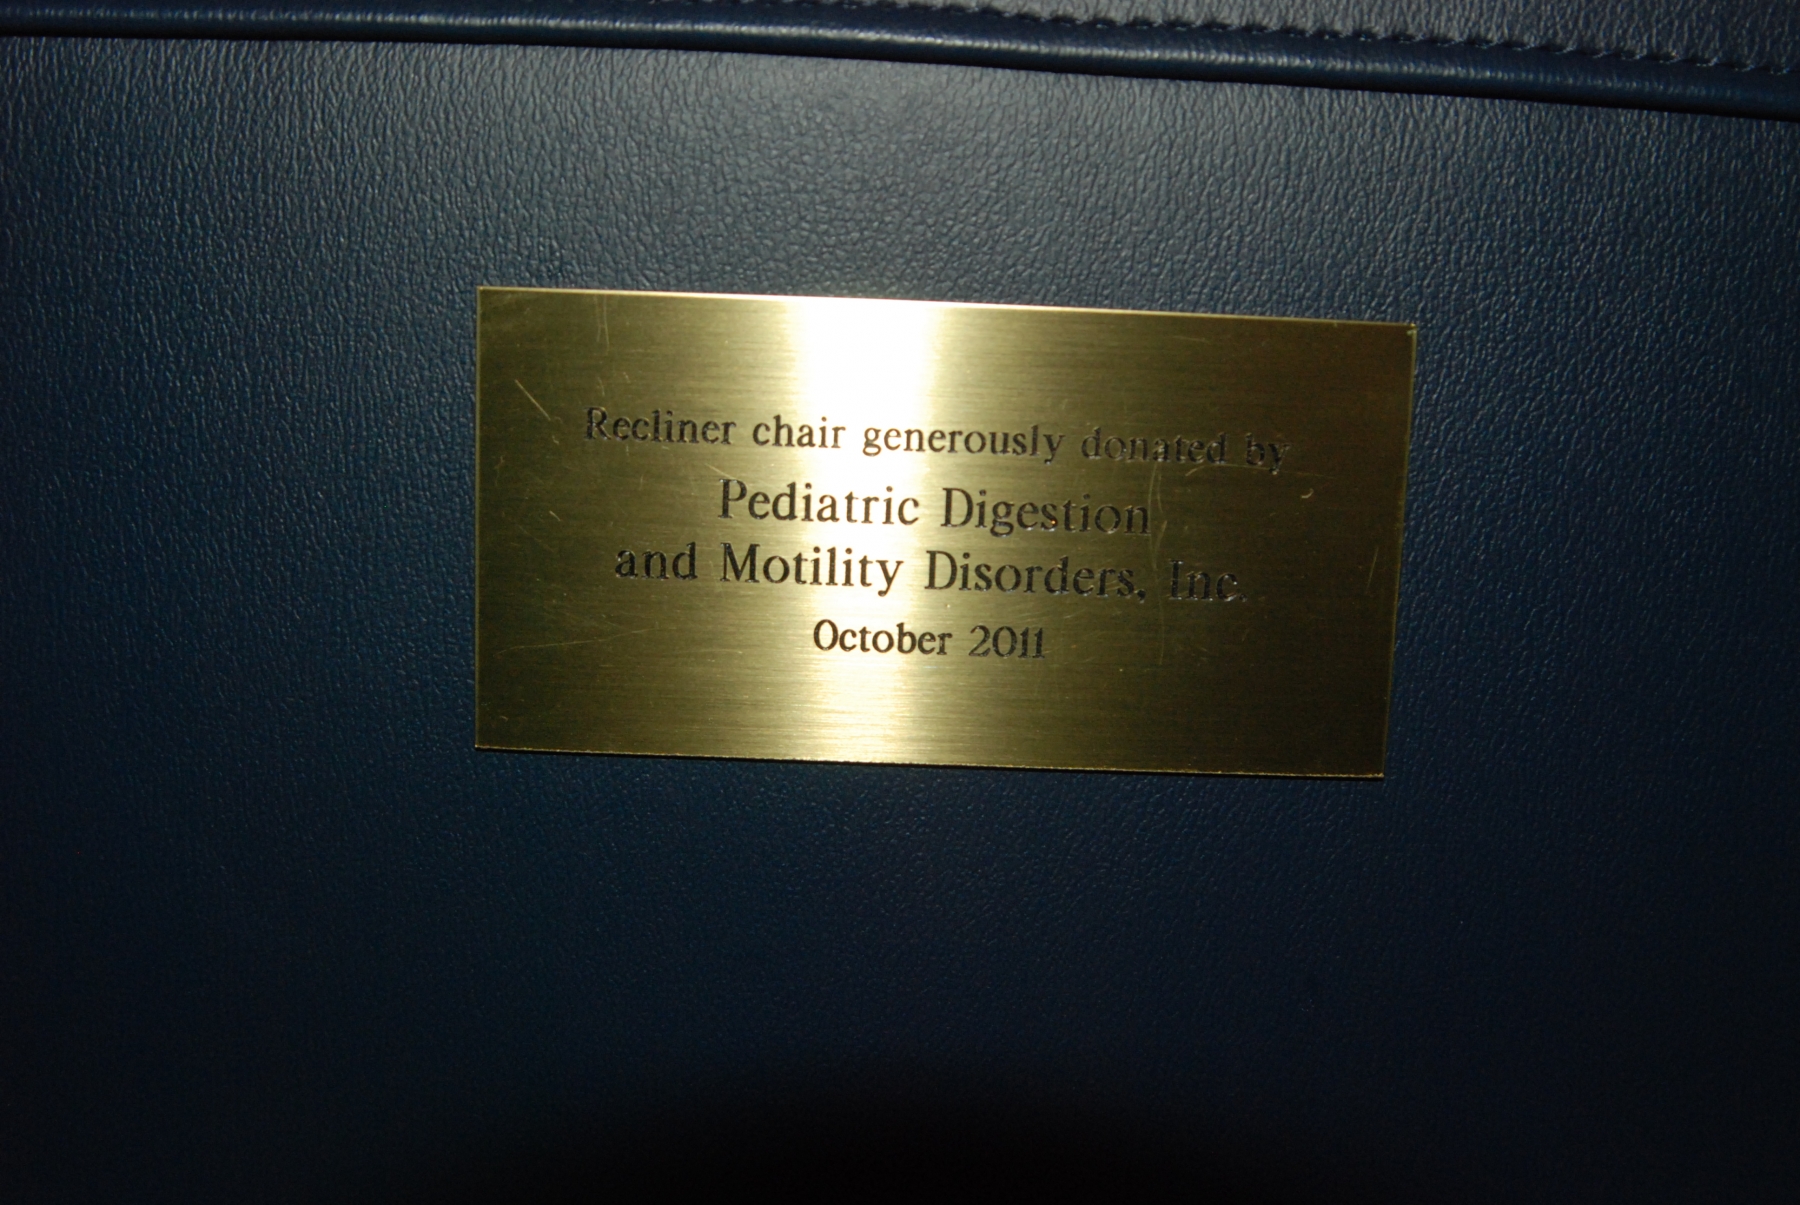 Recliner chair generously donated by
Pediatric Digestion
and Motility Disorders, Inc.
October 2011